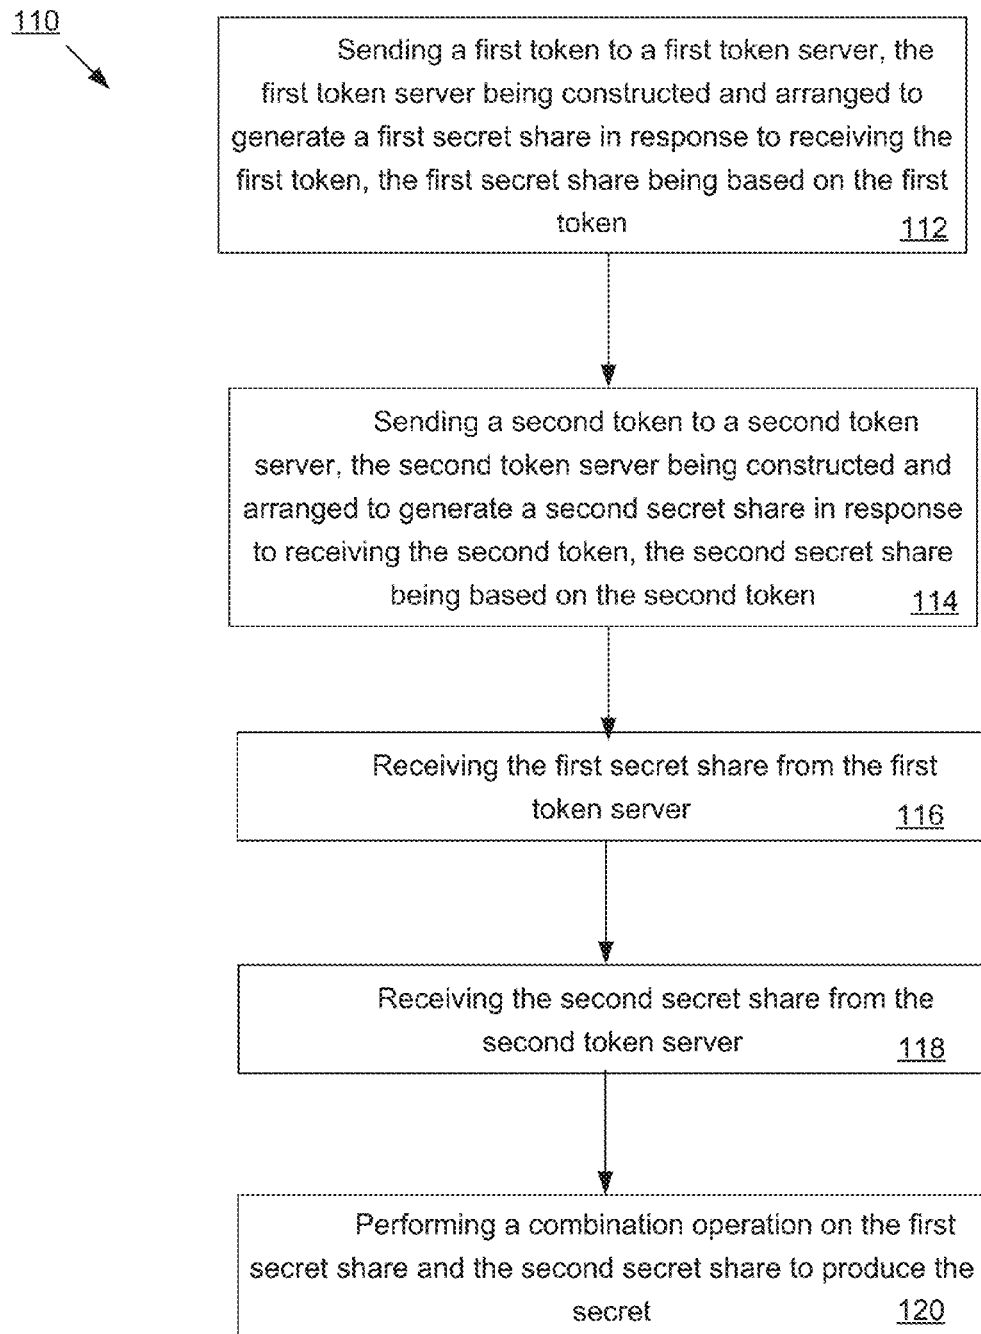 110
Sending a first token to a first token server, the
first token server being constructed and arranged to
generate a first secret share in response to receiving the
first token, the first secret share being based on the first
token
112
Sending a second token to a second token
server, the second token server being constructed and
arranged to generate a second secret share in response
to receiving the second token, the second secret share
being based on the second token
114
Receiving the first secret share from the first
token server
116
Receiving the second secret share from the
second token server
118
Performing a combination operation on the first
secret share and the second secret share to produce the
secret
120